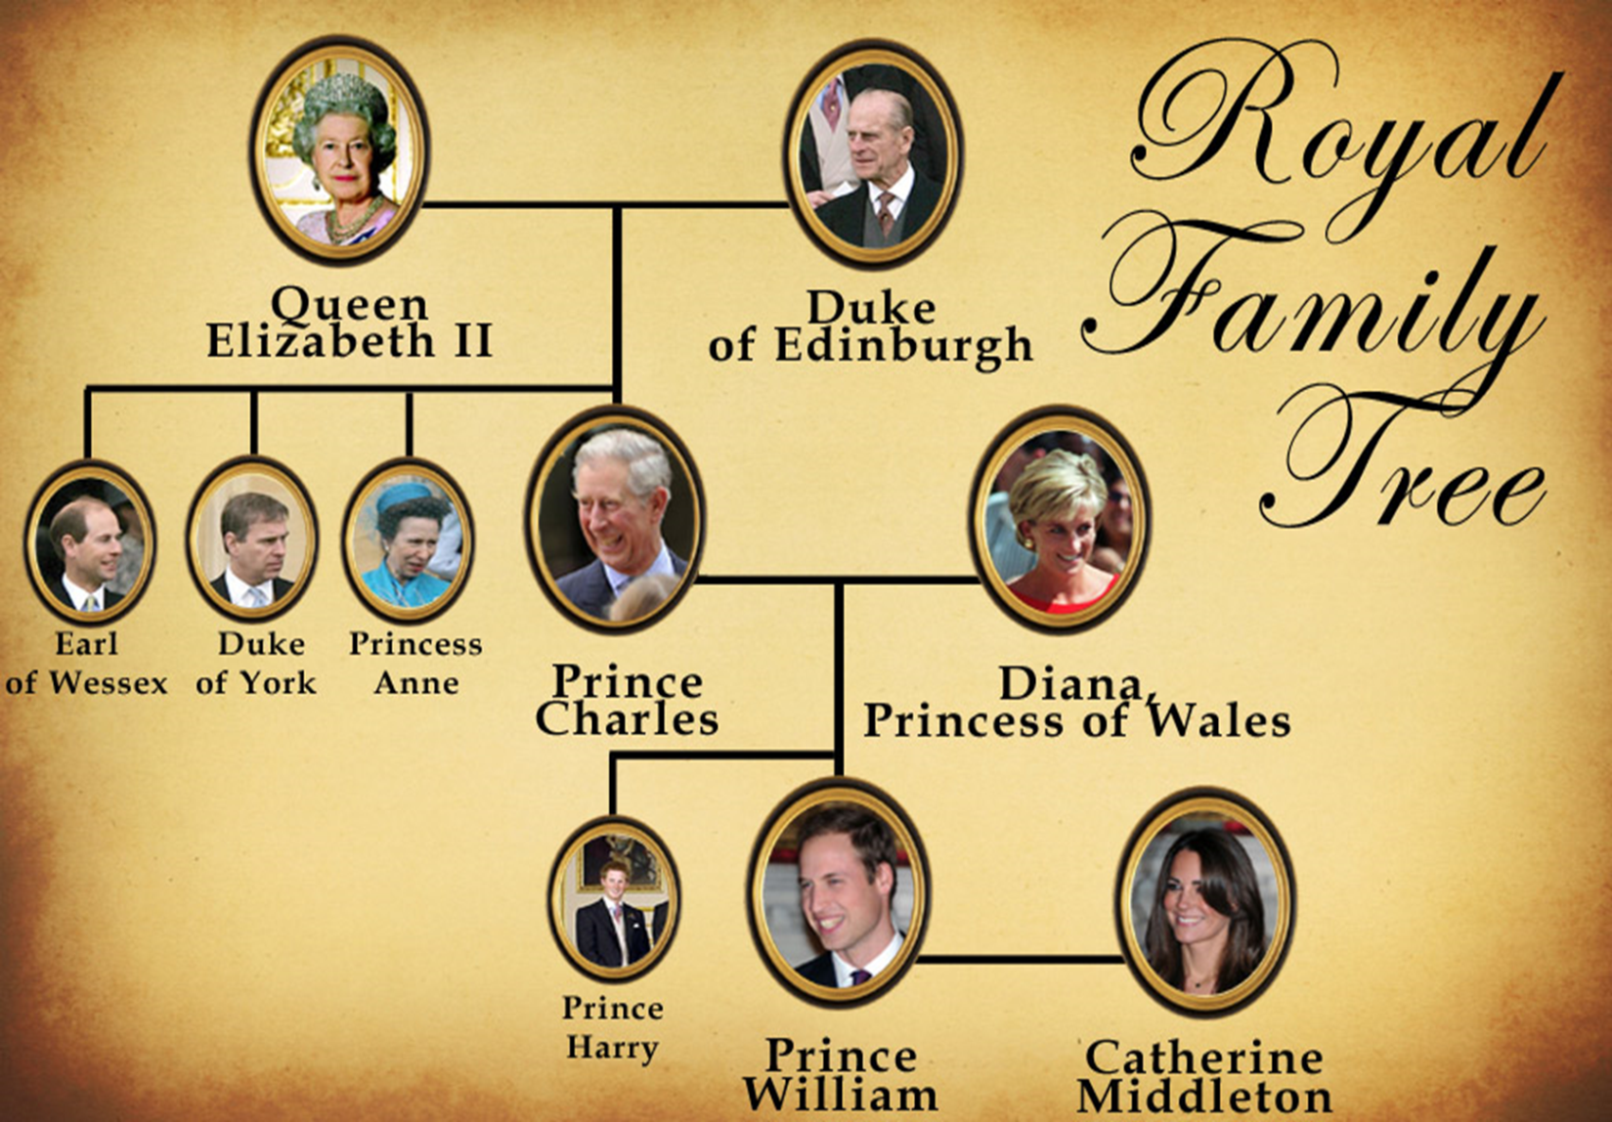 Royal
Family
Tree
Queen
Elizabeth II
Duke
of Edinburgh
Earl
of Wessex
Duke
of York
Princess
Anne
Prince
Charles
Diana,
Princess of Wales
Prince
Harry
Prince
William
Catherine
Middleton